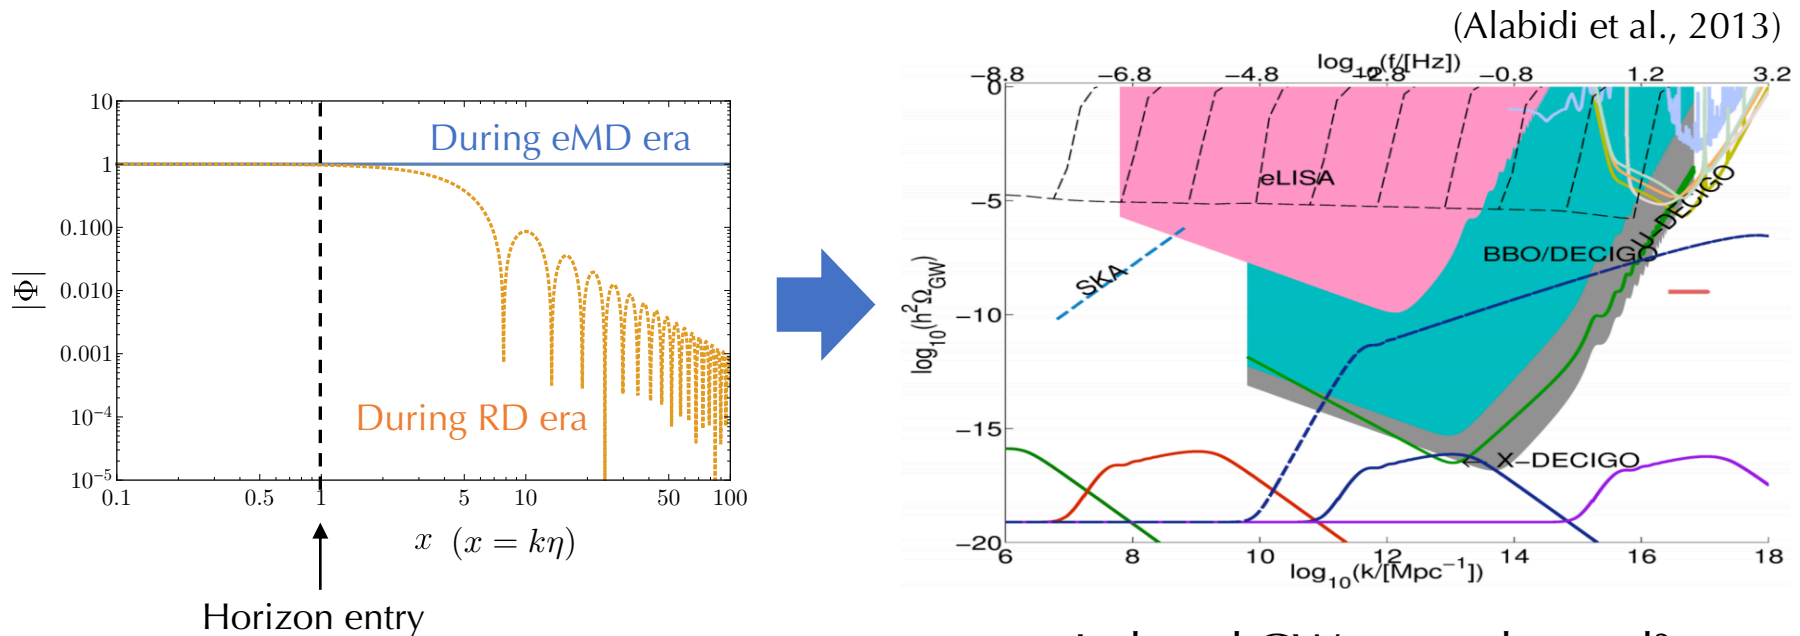 (Alabidi et al., 2013)
log10(f/[Hz])
−8.8 −6.8 −4.8 −2.8 −0.8 1.2 3.2
10
1
0.100
0.010
0.001
10⁻⁴
10⁻⁵
|Φ|
During eMD era
During RD era
0.1 0.5 1 5 10 50 100
x (x = kη)
Horizon entry
0
−5
−10
−15
−20
log10(h²ΩGW)
eLISA
SKA
BBO/DECIGO
U−DECIGO
← X−DECIGO
6 8 10 12 14 16 18
log10(k/[Mpc⁻¹])